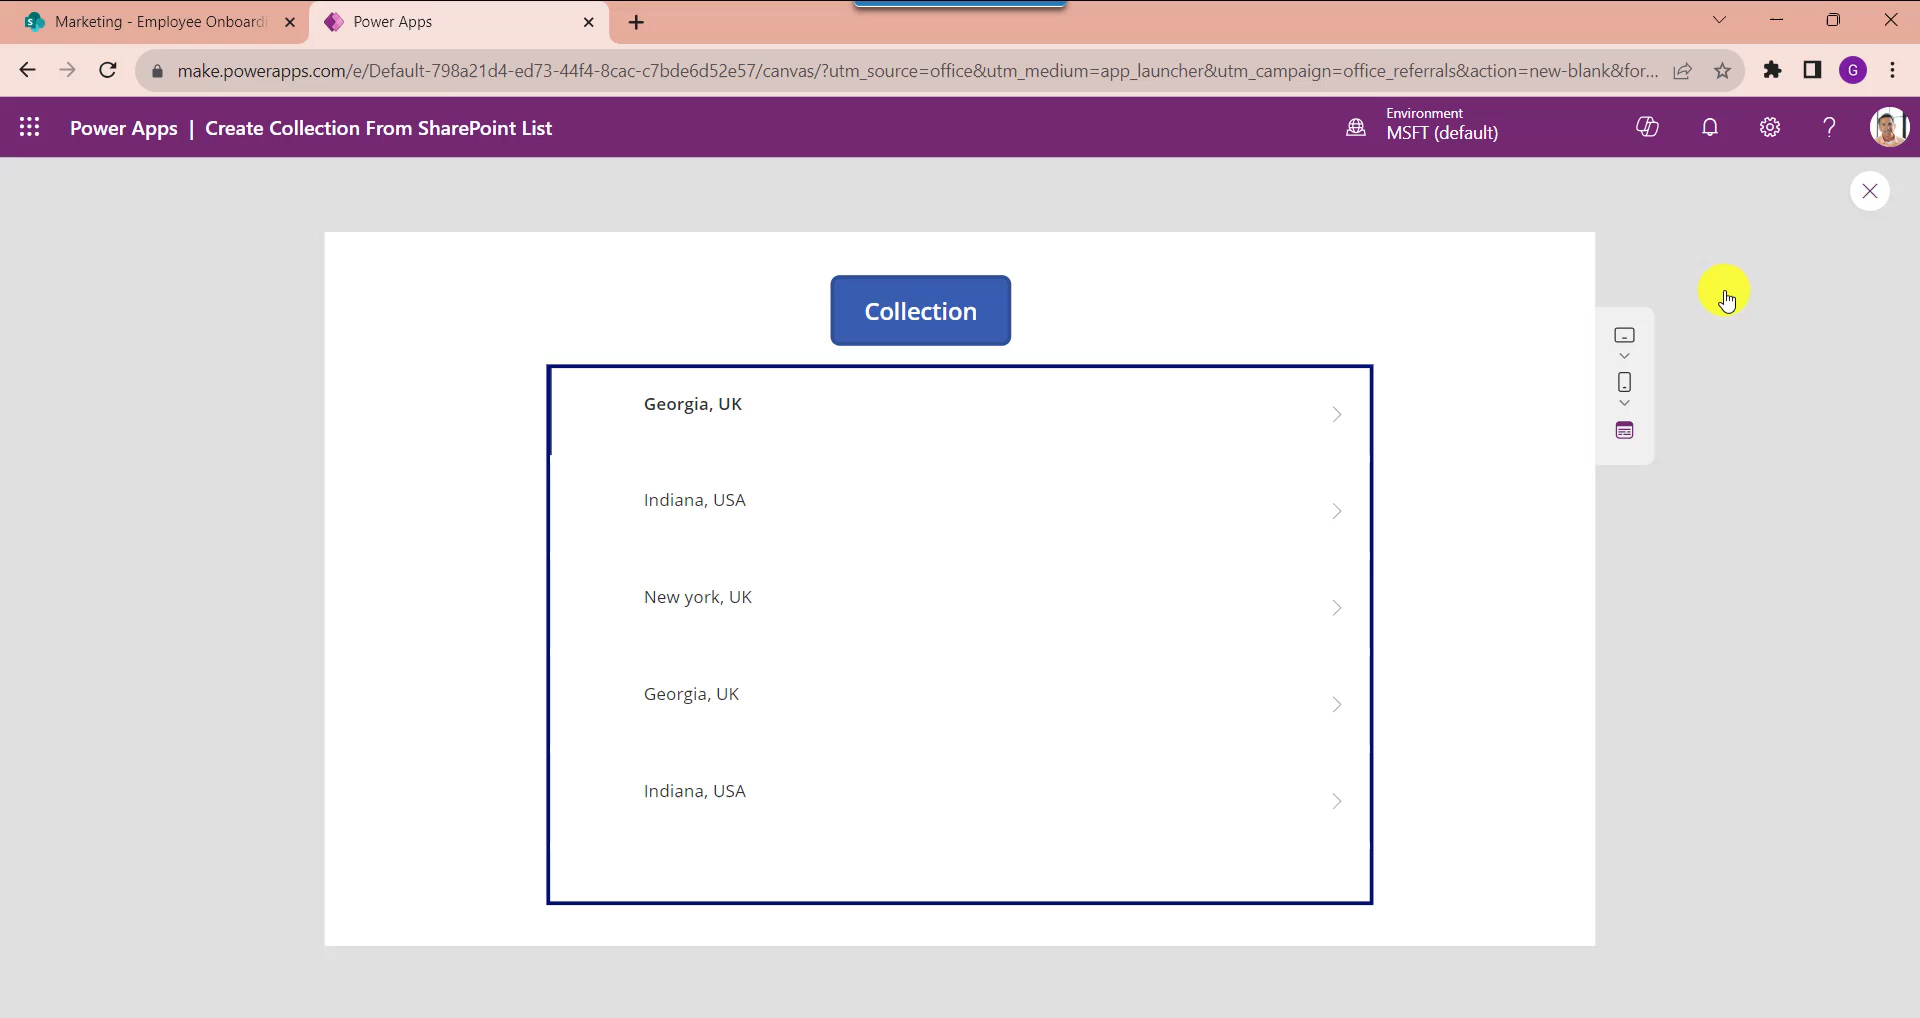 Marketing - Employee Onboardi
Power Apps
make.powerapps.com/e/Default-798a21d4-ed73-44f4-8cac-c7bde6d52e57/canvas/?utm_source=office&utm_medium=app_launcher&utm_campaign=office_referrals&action=new-blank&for...
G
Power Apps | Create Collection From SharePoint List
Environment
MSFT (default)
Collection
Georgia, UK
Indiana, USA
New york, UK
Georgia, UK
Indiana, USA